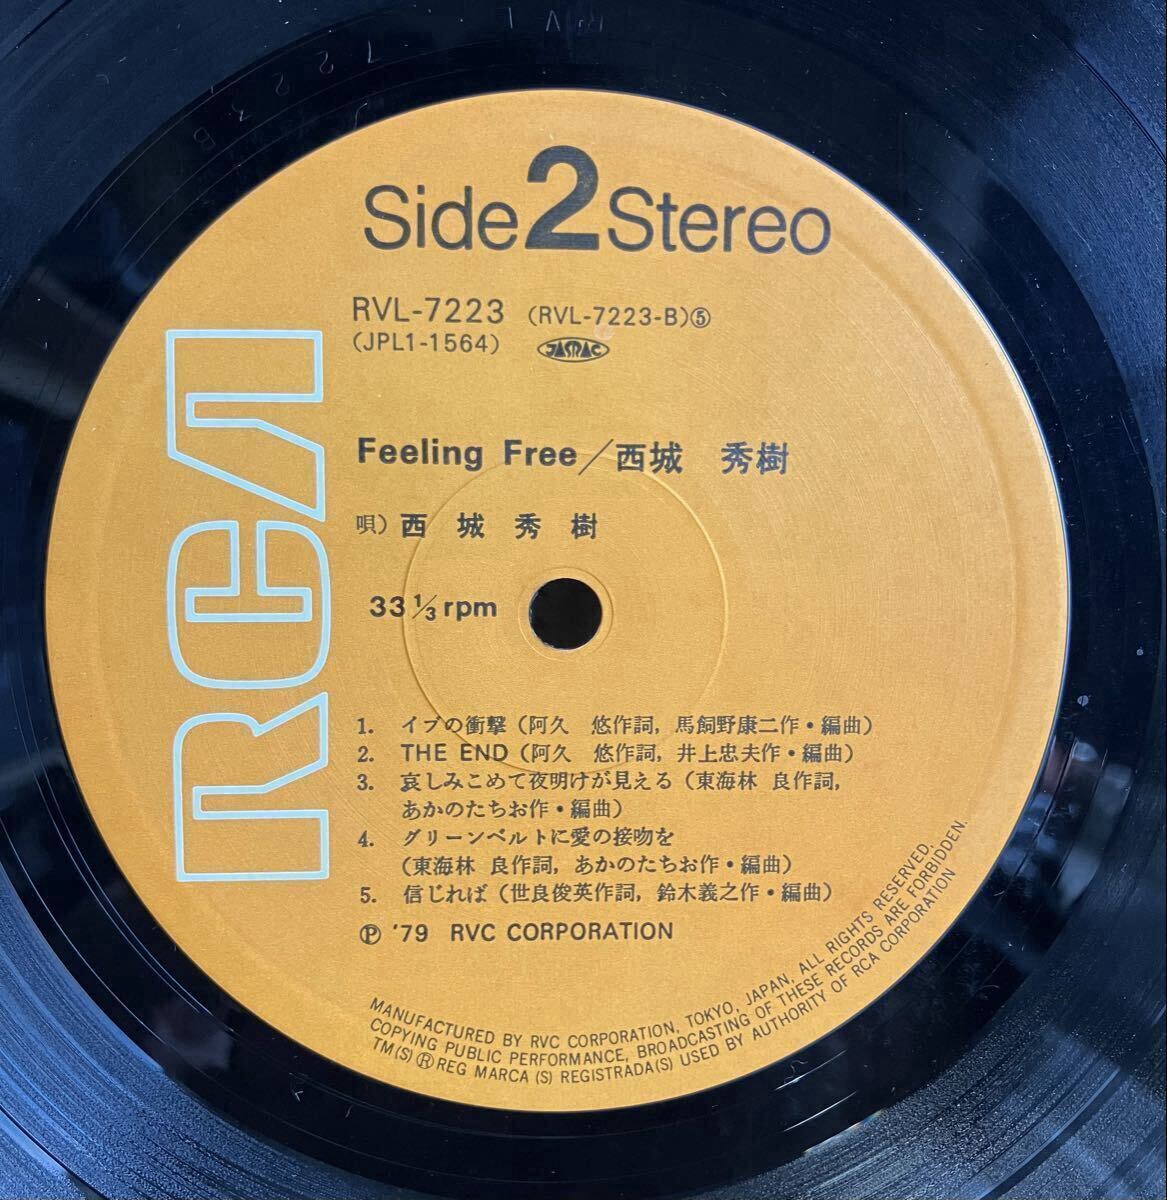 RVL
7223B
Side 2 Stereo
RVL-7223 (RVL-7223-B)⑤
(JPL1-1564) JASRAC
RCA
Feeling Free／西城 秀樹
唄）西城秀樹
33 1/3 rpm
1. イブの衝撃（阿久 悠作詞，馬飼野康二作・編曲）
2. THE END（阿久 悠作詞，井上忠夫作・編曲）
3. 哀しみこめて夜明けが見える（東海林 良作詞，
あかのたちお作・編曲）
4. グリーンベルトに愛の接吻を
（東海林 良作詞，あかのたちお作・編曲）
5. 信じれば（世良俊英作詞，鈴木義之作・編曲）
Ⓟ '79 RVC CORPORATION
MANUFACTURED BY RVC CORPORATION, TOKYO, JAPAN, ALL RIGHTS RESERVED,
COPYING PUBLIC PERFORMANCE, BROADCASTING OF THESE RECORDS ARE FORBIDDEN.
TM(S) ® REG MARCA (S) REGISTRADA(S) USED BY AUTHORITY OF RCA CORPORATION